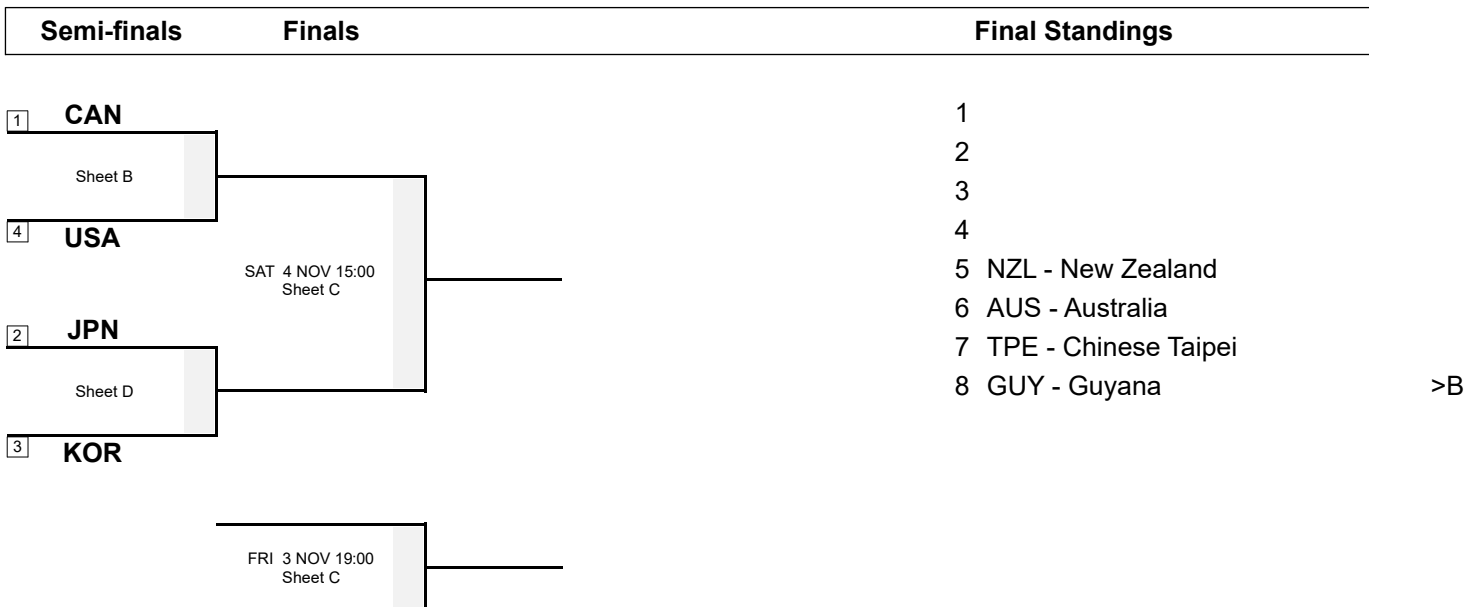 Semi-finals Finals Final Standings
1 CAN
Sheet B
4 USA
SAT 4 NOV 15:00
Sheet C
2 JPN
Sheet D
3 KOR
FRI 3 NOV 19:00
Sheet C
1
2
3
4
5 NZL - New Zealand
6 AUS - Australia
7 TPE - Chinese Taipei
8 GUY - Guyana >B